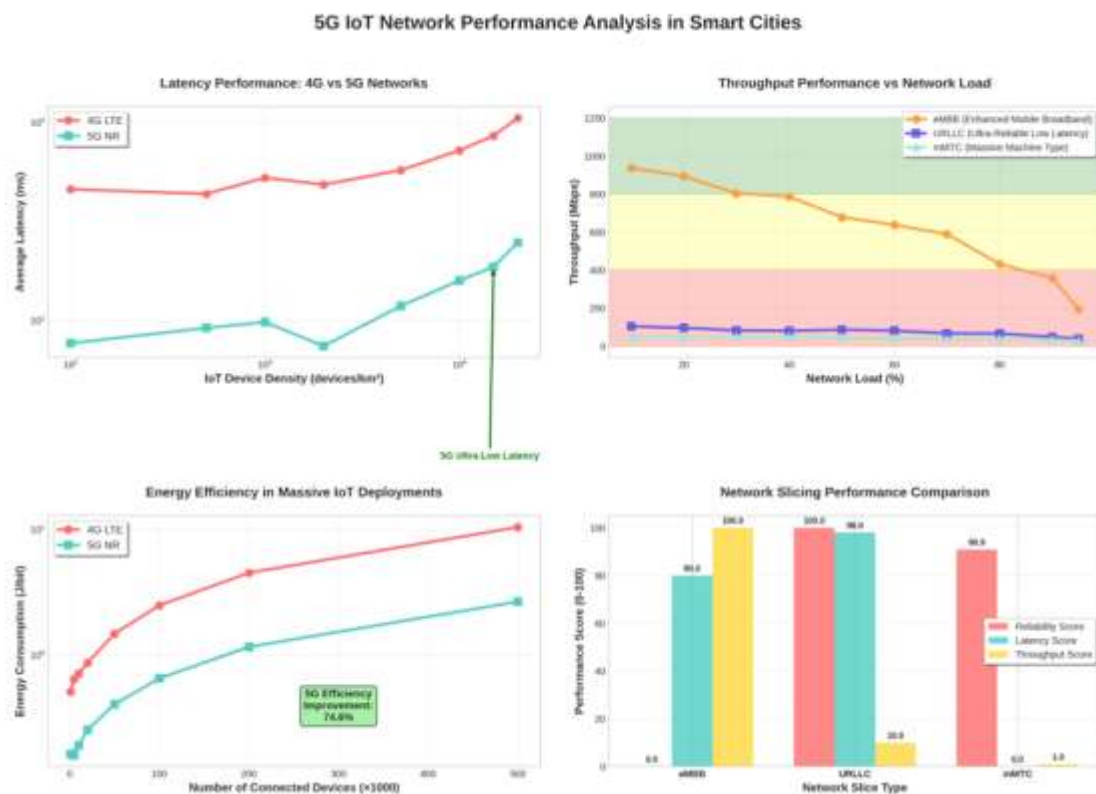 5G IoT Network Performance Analysis in Smart Cities
Latency Performance: 4G vs 5G Networks
4G LTE
5G NR
Average Latency (ms)
IoT Device Density (devices/km²)
5G Ultra-Low Latency
Throughput Performance vs Network Load
eMBB (Enhanced Mobile Broadband)
URLLC (Ultra-Reliable Low Latency)
mMTC (Massive Machine Type)
1200
1000
800
600
400
200
0
Throughput (Mbps)
20
40
60
80
Network Load (%)
Energy Efficiency in Massive IoT Deployments
4G LTE
5G NR
Energy Consumption (J/bit)
5G Efficiency
Improvement:
74.6%
0
100
200
300
400
500
Number of Connected Devices (×1000)
Network Slicing Performance Comparison
100
80
60
40
20
0
Performance Score (0-100)
0.0
80.0
100.0
100.0
98.0
10.0
0.0
1.0
Reliability Score
Latency Score
Throughput Score
eMBB
URLLC
mMTC
Network Slice Type